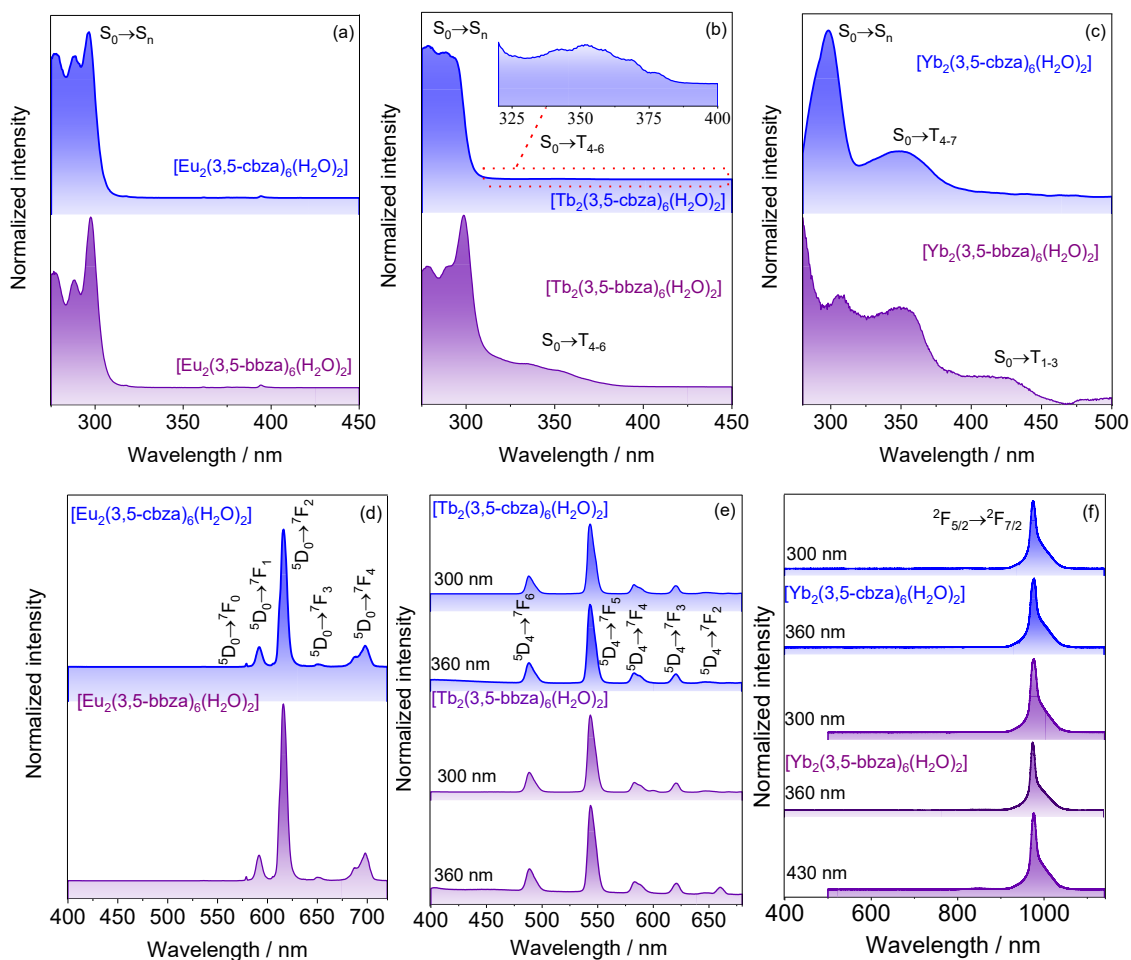 (a)
S₀→Sₙ
[Eu₂(3,5-cbza)₆(H₂O)₂]
[Eu₂(3,5-bbza)₆(H₂O)₂]
Normalized intensity
300 350 400 450
Wavelength / nm
(b)
S₀→Sₙ
325 350 375 400
S₀→T₄₋₆
[Tb₂(3,5-cbza)₆(H₂O)₂]
[Tb₂(3,5-bbza)₆(H₂O)₂]
S₀→T₄₋₆
Normalized intensity
300 350 400 450
Wavelength / nm
(c)
S₀→Sₙ
[Yb₂(3,5-cbza)₆(H₂O)₂]
S₀→T₄₋₇
[Yb₂(3,5-bbza)₆(H₂O)₂]
S₀→T₁₋₃
Normalized intensity
300 350 400 450 500
Wavelength / nm
(d)
[Eu₂(3,5-cbza)₆(H₂O)₂]
⁵D₀→⁷F₀
⁵D₀→⁷F₁
⁵D₀→⁷F₂
⁵D₀→⁷F₃
⁵D₀→⁷F₄
[Eu₂(3,5-bbza)₆(H₂O)₂]
Normalized intensity
400 450 500 550 600 650 700
Wavelength / nm
(e)
[Tb₂(3,5-cbza)₆(H₂O)₂]
300 nm
⁵D₄→⁷F₆
⁵D₄→⁷F₅
⁵D₄→⁷F₄
⁵D₄→⁷F₃
⁵D₄→⁷F₂
360 nm
[Tb₂(3,5-bbza)₆(H₂O)₂]
300 nm
360 nm
Normalized intensity
400 450 500 550 600 650
Wavelength / nm
(f)
²F₅/₂→²F₇/₂
300 nm
[Yb₂(3,5-cbza)₆(H₂O)₂]
360 nm
300 nm
[Yb₂(3,5-bbza)₆(H₂O)₂]
360 nm
430 nm
Normalized intensity
400 600 800 1000
Wavelength / nm